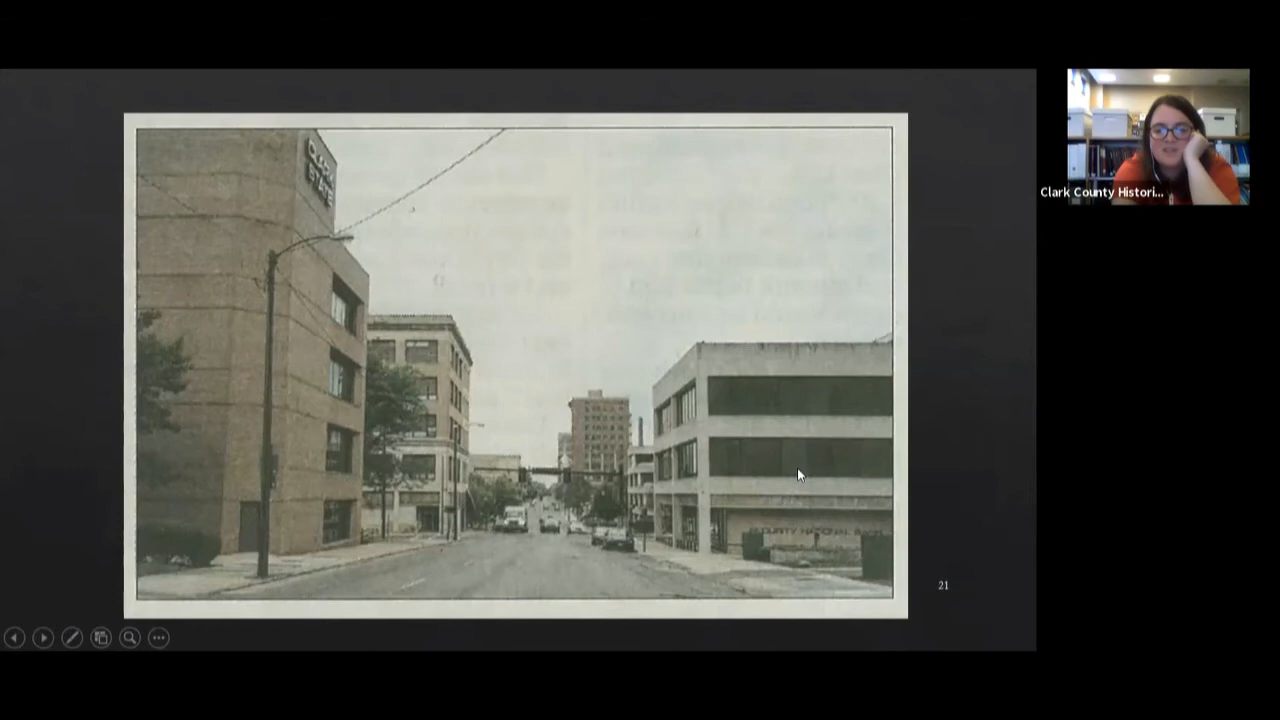 CLARK
STATE
Clark County Histori...
SECURITY NATIONAL BANK
21